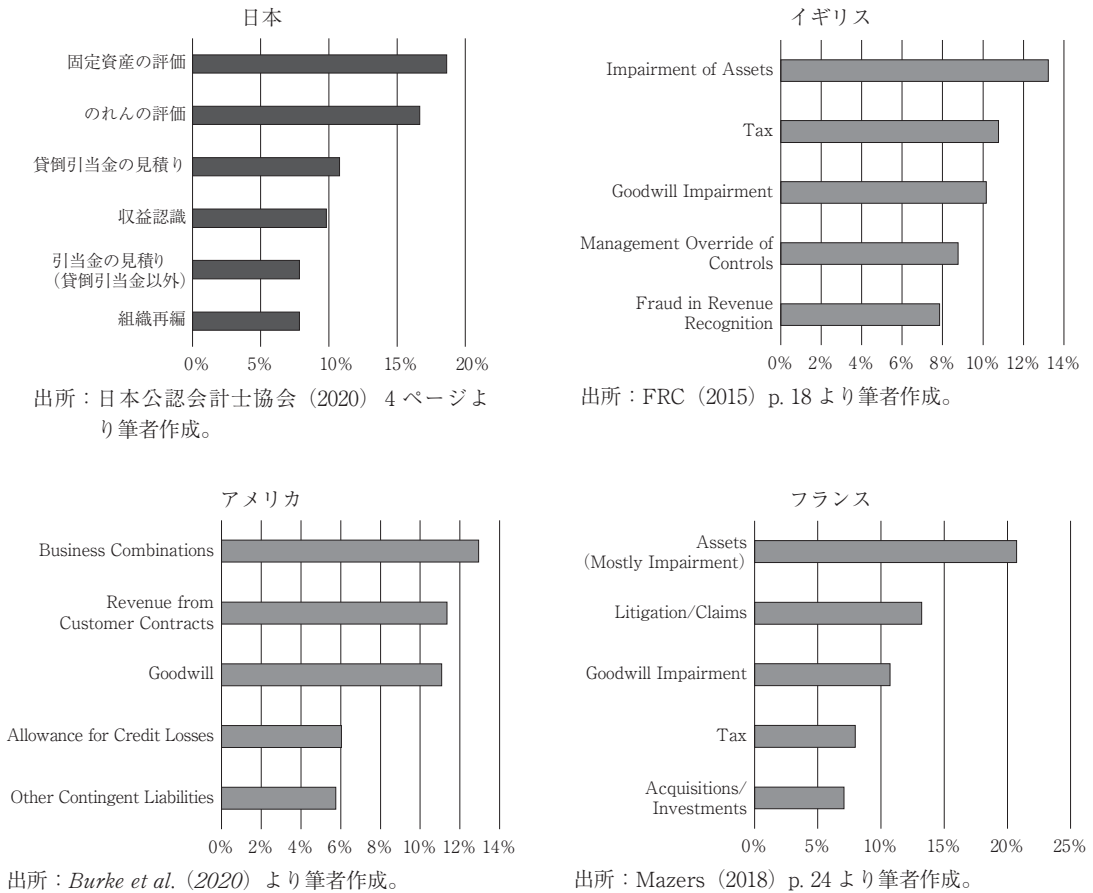 日本
固定資産の評価
のれんの評価
貸倒引当金の見積り
収益認識
引当金の見積り
（貸倒引当金以外）
組織再編
0% 5% 10% 15% 20%
出所：日本公認会計士協会（2020）4 ページよ
り筆者作成。
イギリス
Impairment of Assets
Tax
Goodwill Impairment
Management Override of
Controls
Fraud in Revenue
Recognition
0% 2% 4% 6% 8% 10% 12% 14%
出所：FRC（2015）p. 18 より筆者作成。
アメリカ
Business Combinations
Revenue from
Customer Contracts
Goodwill
Allowance for Credit Losses
Other Contingent Liabilities
0% 2% 4% 6% 8% 10% 12% 14%
出所：Burke et al.（2020）より筆者作成。
フランス
Assets
（Mostly Impairment）
Litigation/Claims
Goodwill Impairment
Tax
Acquisitions/
Investments
0% 5% 10% 15% 20% 25%
出所：Mazers（2018）p. 24 より筆者作成。